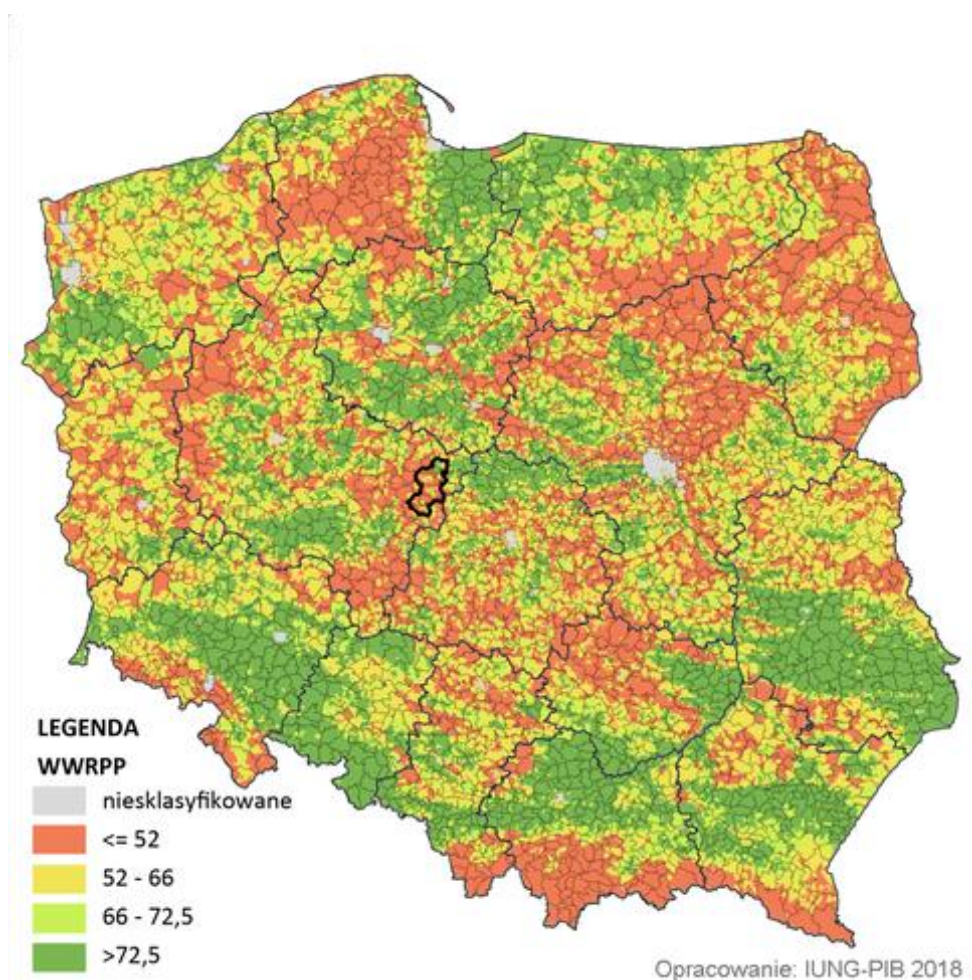 LEGENDA
WWRPP
niesklasyfikowane
<= 52
52 - 66
66 - 72,5
>72,5
Opracowanie: IUNG-PIB 2018